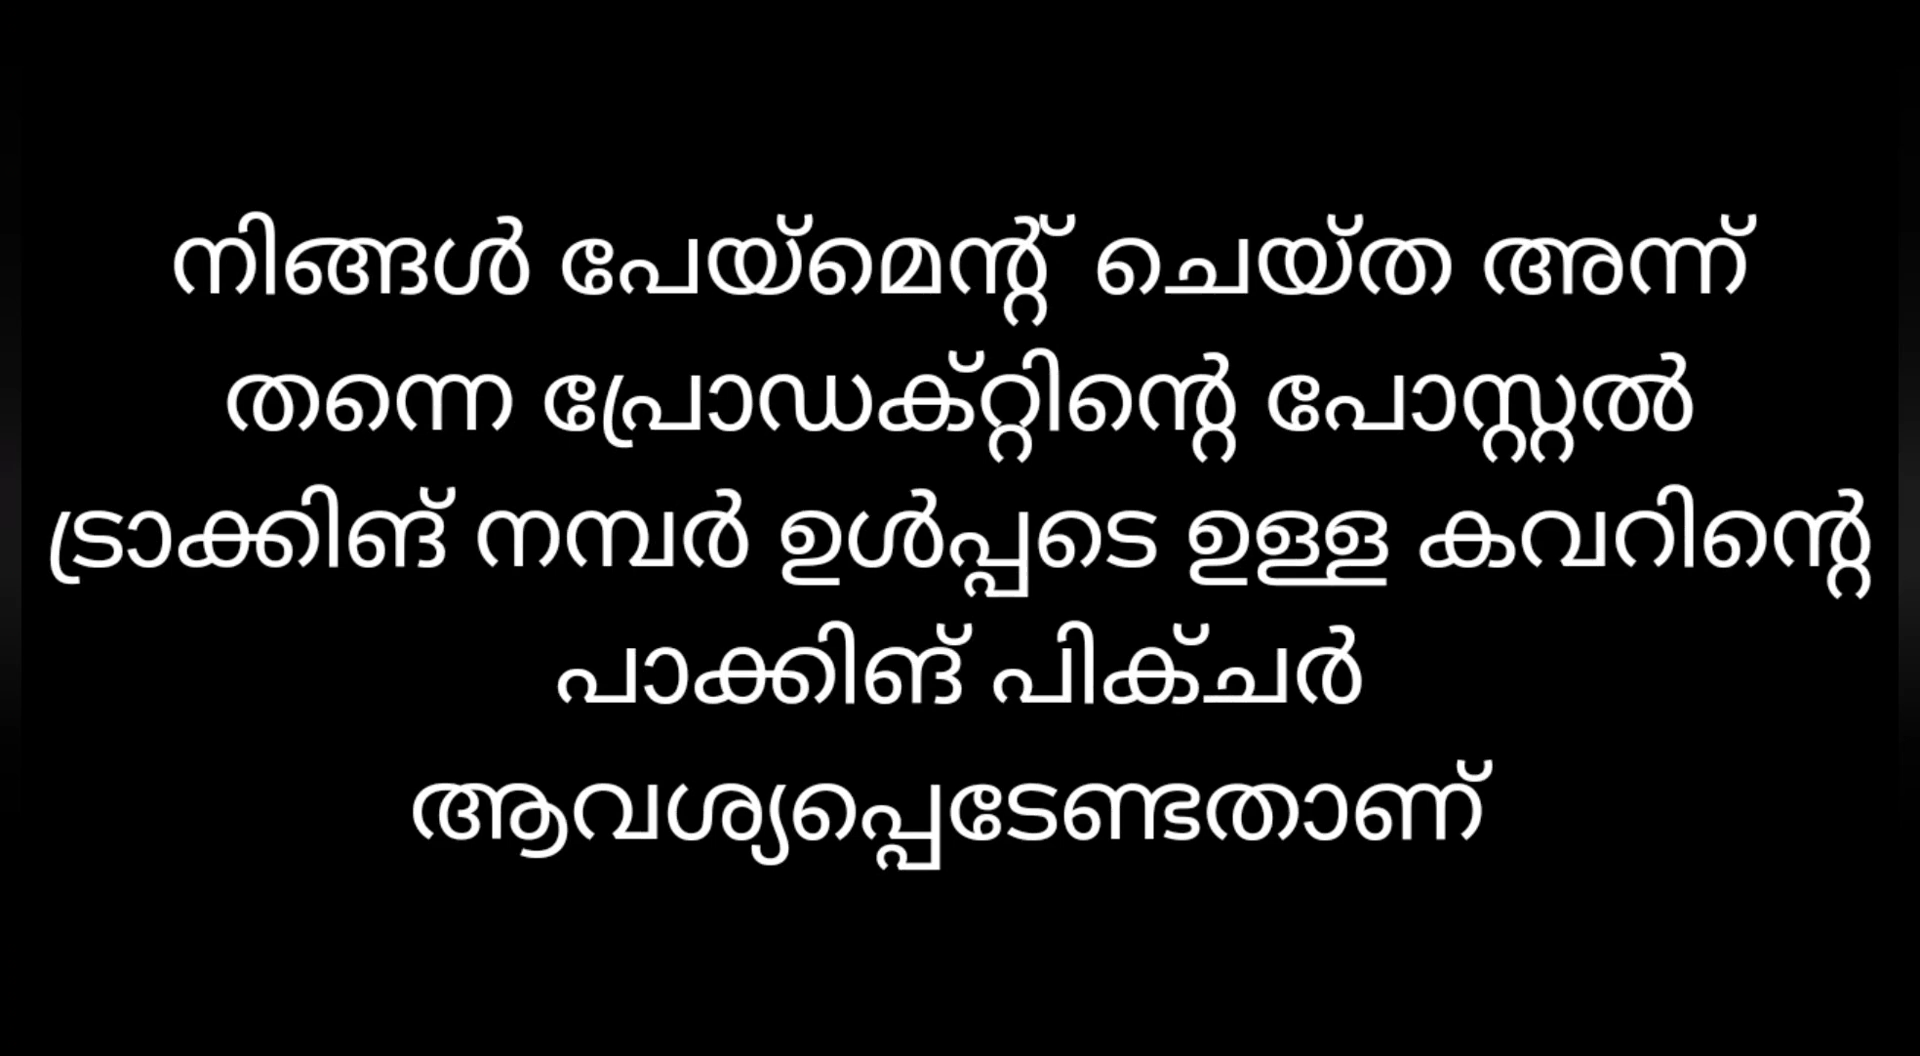 നിങ്ങൾ പേയ്മെന്റ് ചെയ്ത അന്ന്
തന്നെ പ്രോഡക്റ്റിന്റെ പോസ്റ്റൽ
ട്രാക്കിങ് നമ്പർ ഉൾപ്പടെ ഉള്ള കവറിന്റെ
പാക്കിങ് പിക്ചർ
ആവശ്യപ്പെടേണ്ടതാണ്